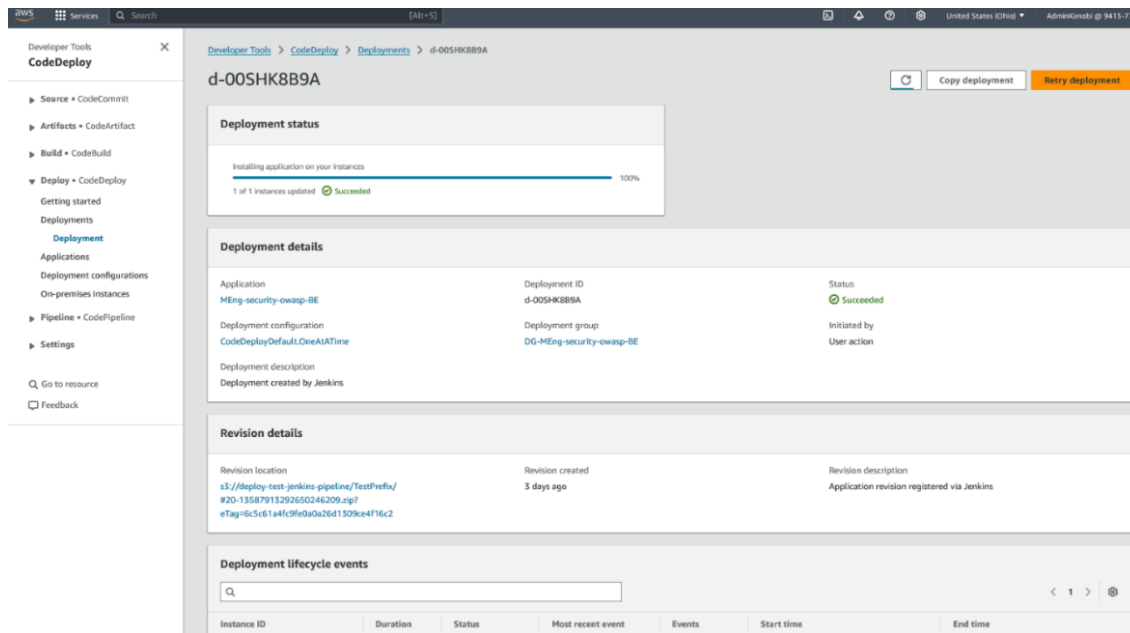 aws Services Search [Alt+S] United States (Ohio) AdminKenobi @ 9413-7
Developer Tools
CodeDeploy
Source • CodeCommit
Artifacts • CodeArtifact
Build • CodeBuild
Deploy • CodeDeploy
Getting started
Deployments
Deployment
Applications
Deployment configurations
On-premises instances
Pipeline • CodePipeline
Settings
Go to resource
Feedback
Developer Tools > CodeDeploy > Deployments > d-00SHK8B9A
d-00SHK8B9A
Copy deployment
Retry deployment
Deployment status
Installing application on your instances
100%
1 of 1 instances updated Succeeded
Deployment details
Application
MEng-security-owasp-BE
Deployment ID
d-00SHK8B9A
Status
Succeeded
Deployment configuration
CodeDeployDefault.OneAtATime
Deployment group
DG-MEng-security-owasp-BE
Initiated by
User action
Deployment description
Deployment created by Jenkins
Revision details
Revision location
s3://deploy-test-jenkins-pipeline/TestPrefix/
#20-13587913292650246209.zip?
eTag=6c5c61a4fc9fe0a0a26d1309ce4f16c2
Revision created
3 days ago
Revision description
Application revision registered via Jenkins
Deployment lifecycle events
1
Instance ID Duration Status Most recent event Events Start time End time